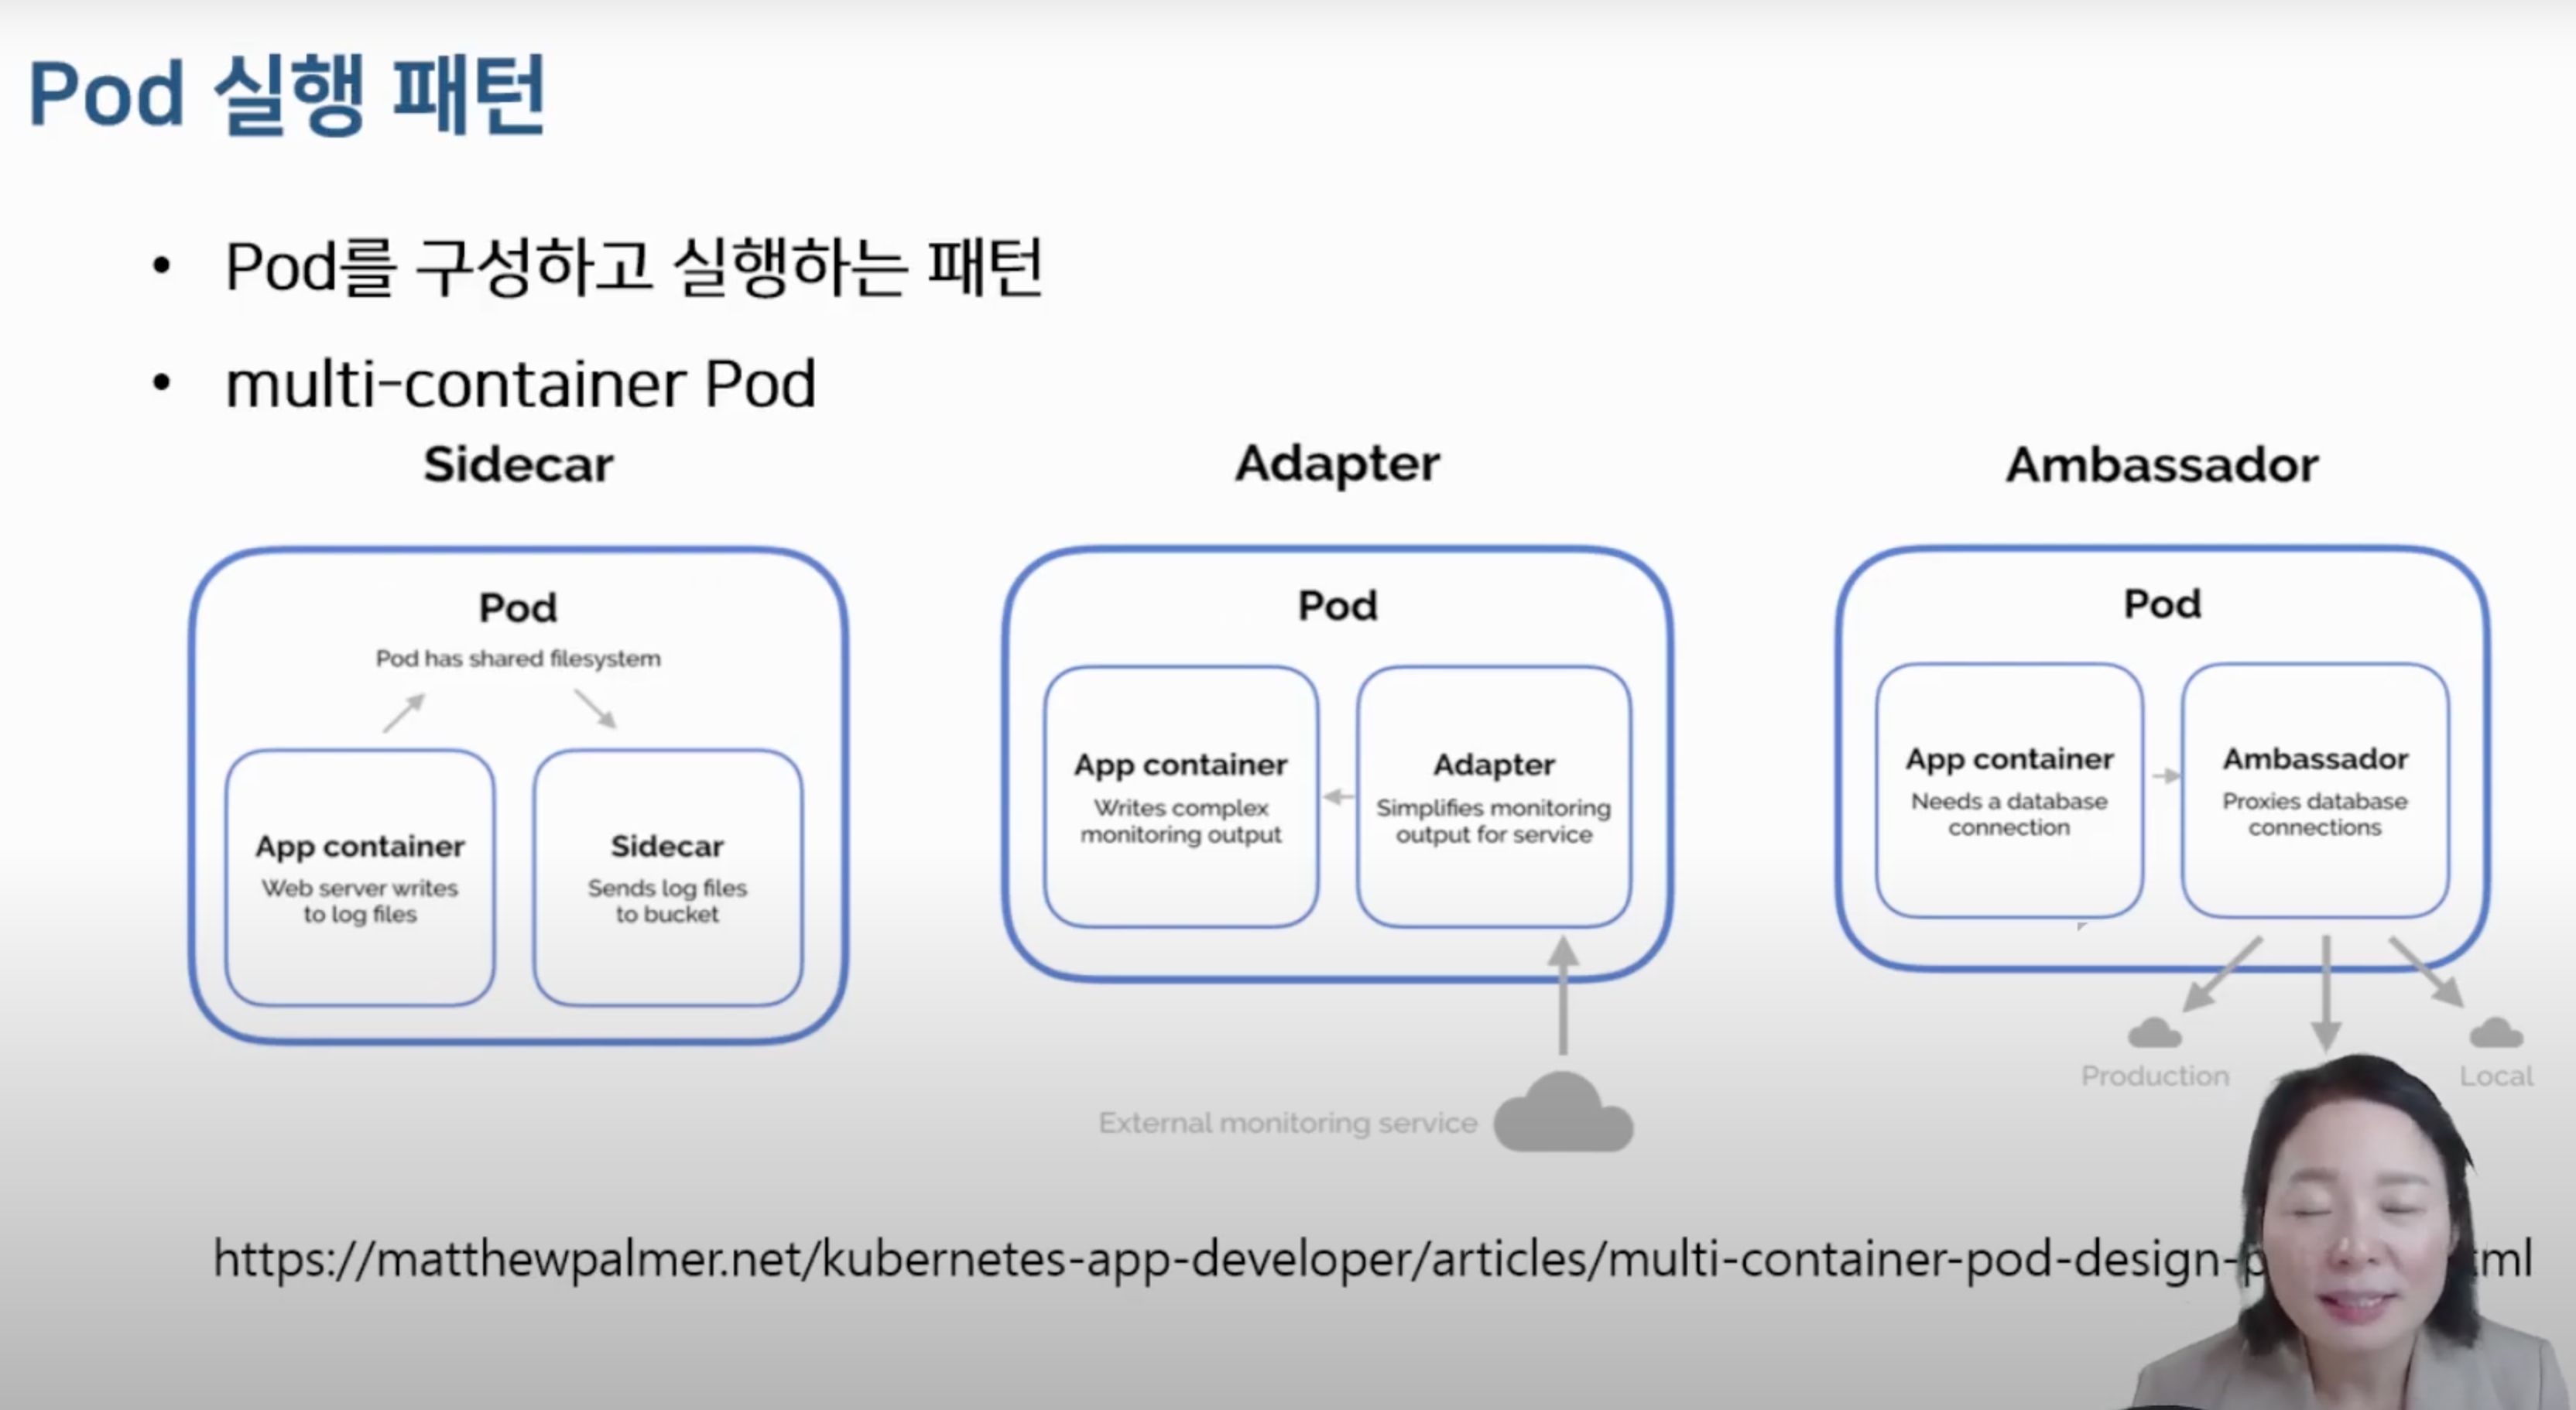 Pod 실행 패턴
• Pod를 구성하고 실행하는 패턴
• multi-container Pod
Sidecar
Pod
Pod has shared filesystem
App container
Web server writes
to log files
Sidecar
Sends log files
to bucket
Adapter
Pod
App container
Writes complex
monitoring output
Adapter
Simplifies monitoring
output for service
External monitoring service
Ambassador
Pod
App container
Needs a database
connection
Ambassador
Proxies database
connections
Production
Local
https://matthewpalmer.net/kubernetes-app-developer/articles/multi-container-pod-design-p